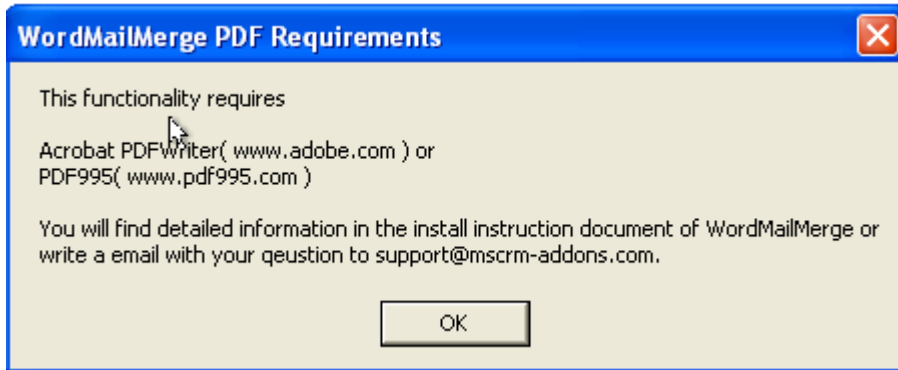 WordMailMerge PDF Requirements
This functionality requires
Acrobat PDFWriter( www.adobe.com ) or
PDF995( www.pdf995.com )
You will find detailed information in the install instruction document of WordMailMerge or
write a email with your qeustion to support@mscrm-addons.com.
OK